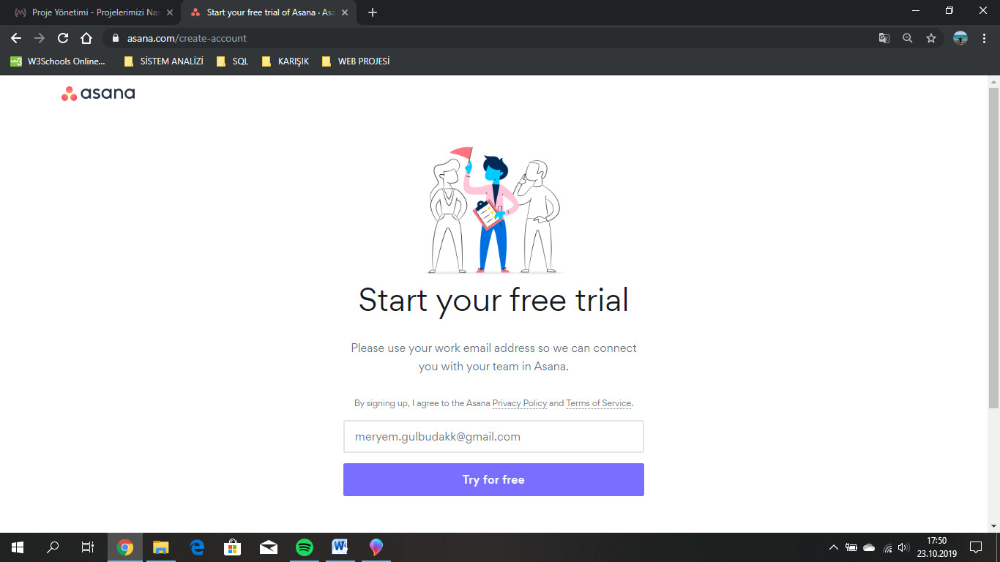 Proje Yönetimi - Projelerimizi Nas
Start your free trial of Asana · Asa
asana.com/create-account
W3Schools Online...
SİSTEM ANALİZİ
SQL
KARIŞIK
WEB PROJESİ
asana
Start your free trial
Please use your work email address so we can connect
you with your team in Asana.
By signing up, I agree to the Asana Privacy Policy and Terms of Service.
meryem.gulbudakk@gmail.com
Try for free
17:50
23.10.2019